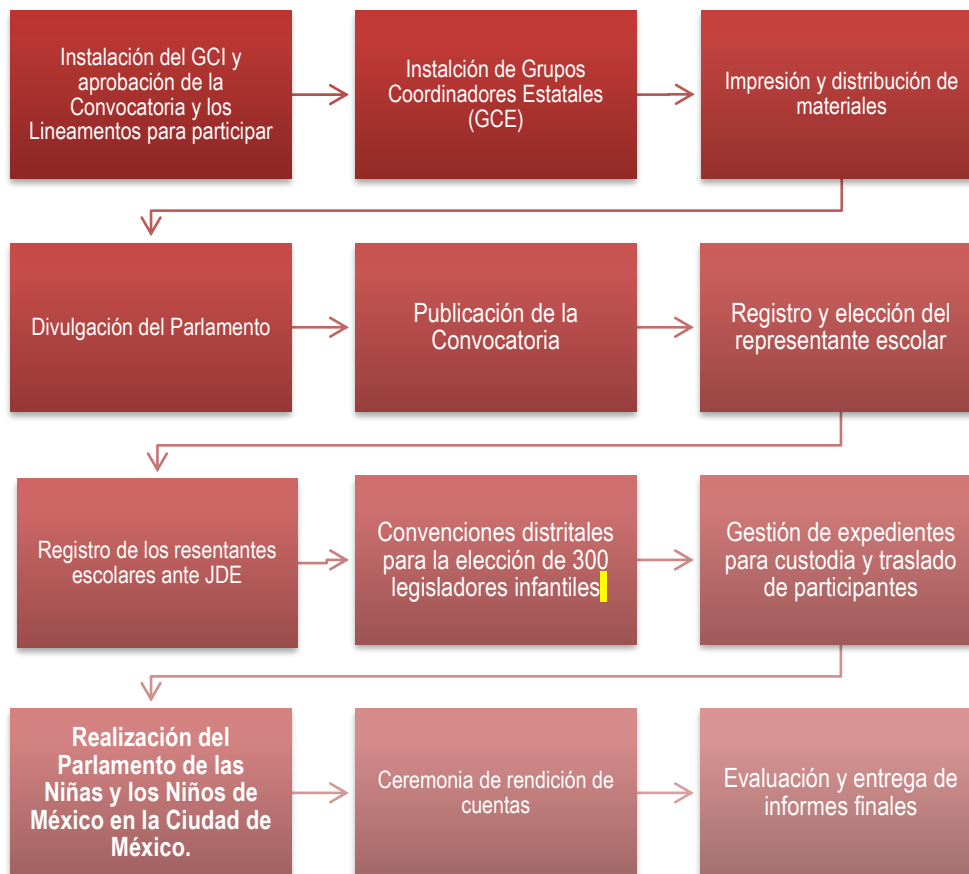 Instalación del GCI y
aprobación de la
Convocatoria y los
Lineamentos para participar
Instalción de Grupos
Coordinadores Estatales
(GCE)
Impresión y distribución de
materiales
Divulgación del Parlamento
Publicación de la
Convocatoria
Registro y elección del
representante escolar
Registro de los resentantes
escolares ante JDE
Convenciones distritales
para la elección de 300
legisladores infantiles
Gestión de expedientes
para custodia y traslado
de participantes
Realización del
Parlamento de las
Niñas y los Niños de
México en la Ciudad de
México.
Ceremonia de rendición de
cuentas
Evaluación y entrega de
informes finales